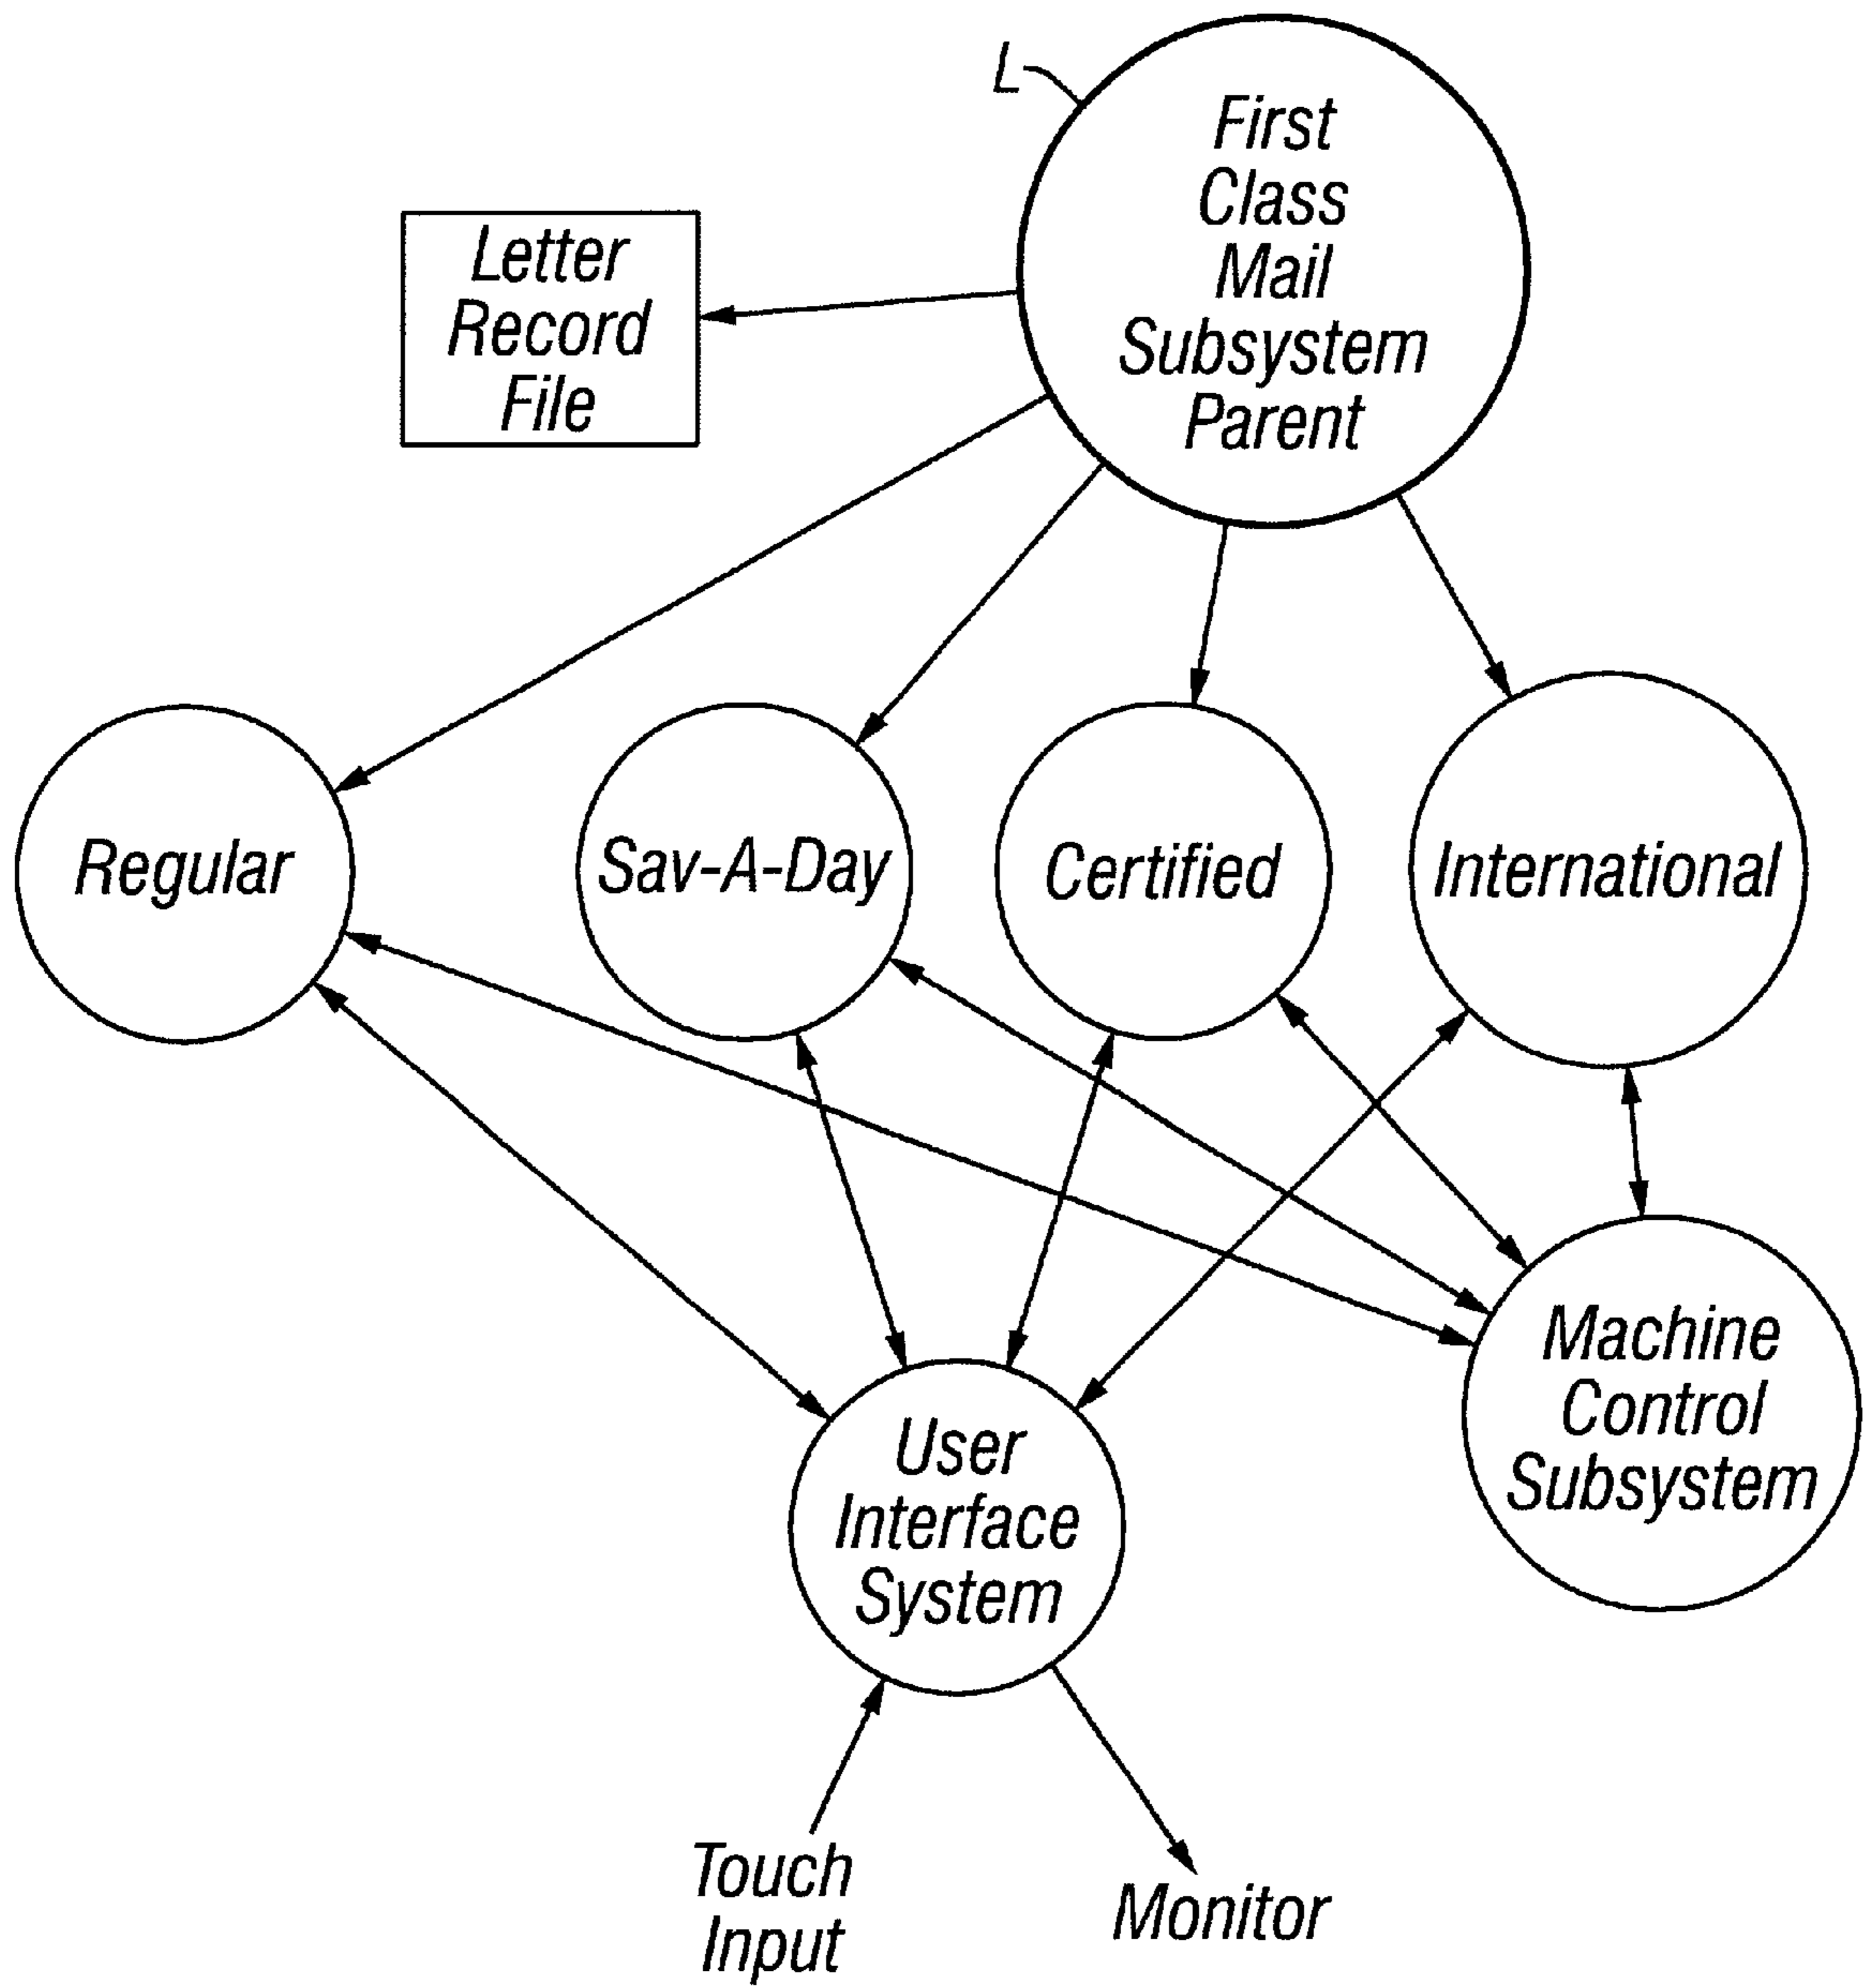 L
First
Class
Mail
Subsystem
Parent
Letter
Record
File
Regular
Sav-A-Day
Certified
International
Machine
Control
Subsystem
User
Interface
System
Touch
Input
Monitor